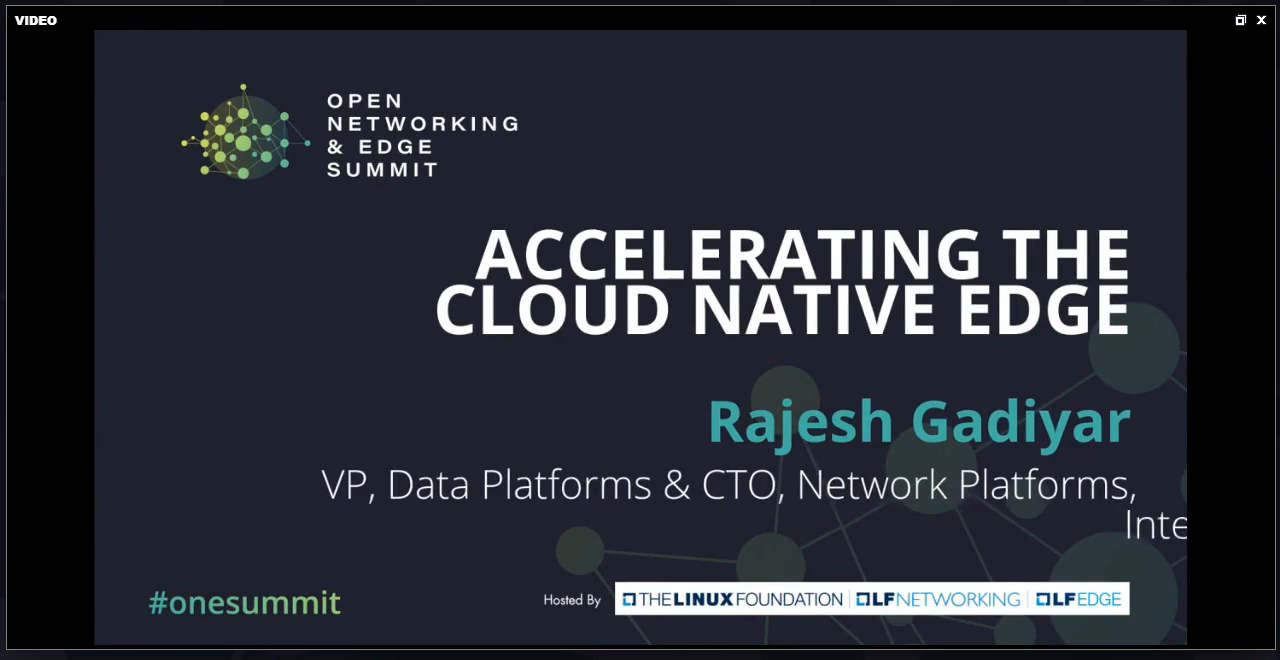 VIDEO
OPEN
NETWORKING
& EDGE
SUMMIT
ACCELERATING THE
CLOUD NATIVE EDGE
Rajesh Gadiyar
VP, Data Platforms & CTO, Network Platforms,
Inte
#onesummit
Hosted By THE LINUX FOUNDATION | LF NETWORKING | LF EDGE